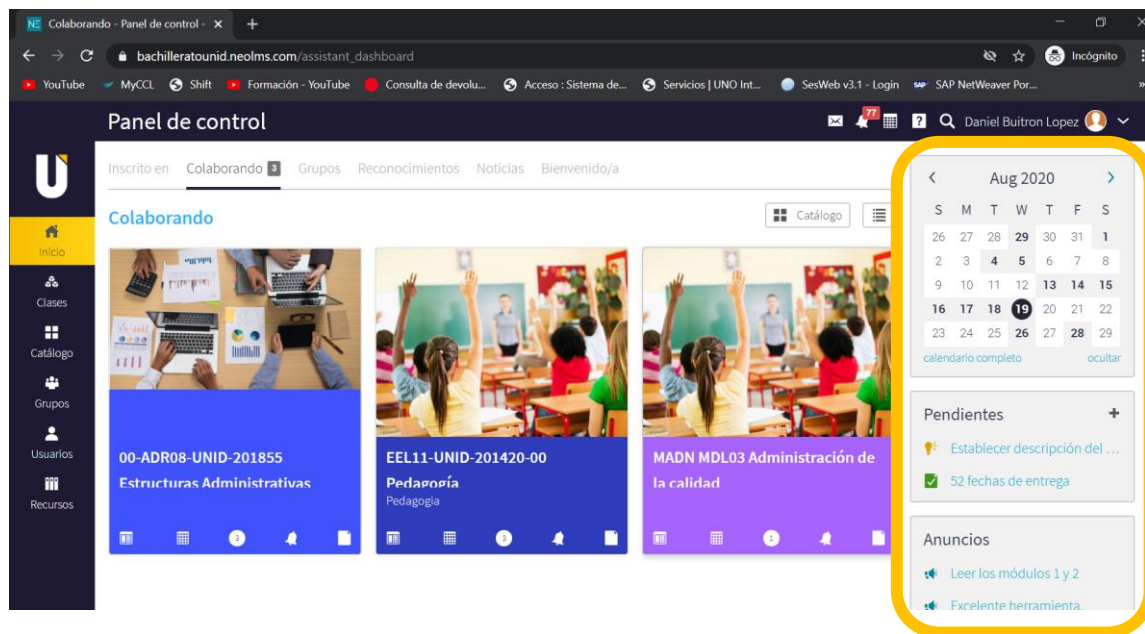 Colaborando - Panel de control -
bachilleratounid.neolms.com/assistant_dashboard
Incógnito
YouTube MyCCL Shift Formación - YouTube Consulta de devolu... Acceso : Sistema de... Servicios | UNO Int... SesWeb v3.1 - Login SAP NetWeaver Por...
Panel de control
77
Daniel Buitron Lopez
U
Inicio
Clases
Catálogo
Grupos
Usuarios
Recursos
Inscrito en Colaborando 3 Grupos Reconocimientos Noticias Bienvenido/a
Colaborando
Catálogo
00-ADR08-UNID-201855
Estructuras Administrativas
3
EEL11-UNID-201420-00
Pedagogía
Pedagogia
3
MADN MDL03 Administración de
la calidad
1
Aug 2020
S M T W T F S
26 27 28 29 30 31 1
2 3 4 5 6 7 8
9 10 11 12 13 14 15
16 17 18 19 20 21 22
23 24 25 26 27 28 29
calendario completo ocultar
Pendientes +
Establecer descripción del ...
52 fechas de entrega
Anuncios
Leer los módulos 1 y 2
Excelente herramienta.